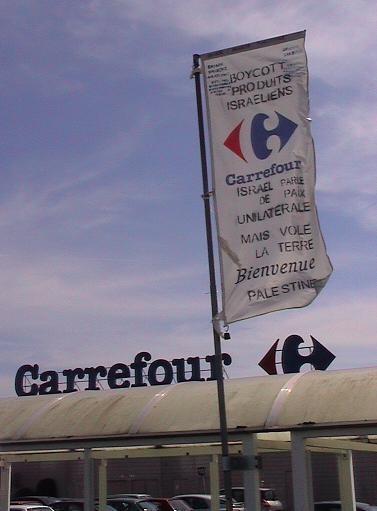 BOYCOTT
PRODUITS
ISRAELIENS
Carrefour
ISRAEL PARLE
DE PAIX
UNILATERALE
MAIS VOLE
LA TERRE
Bienvenue
PALESTINE
Carrefour